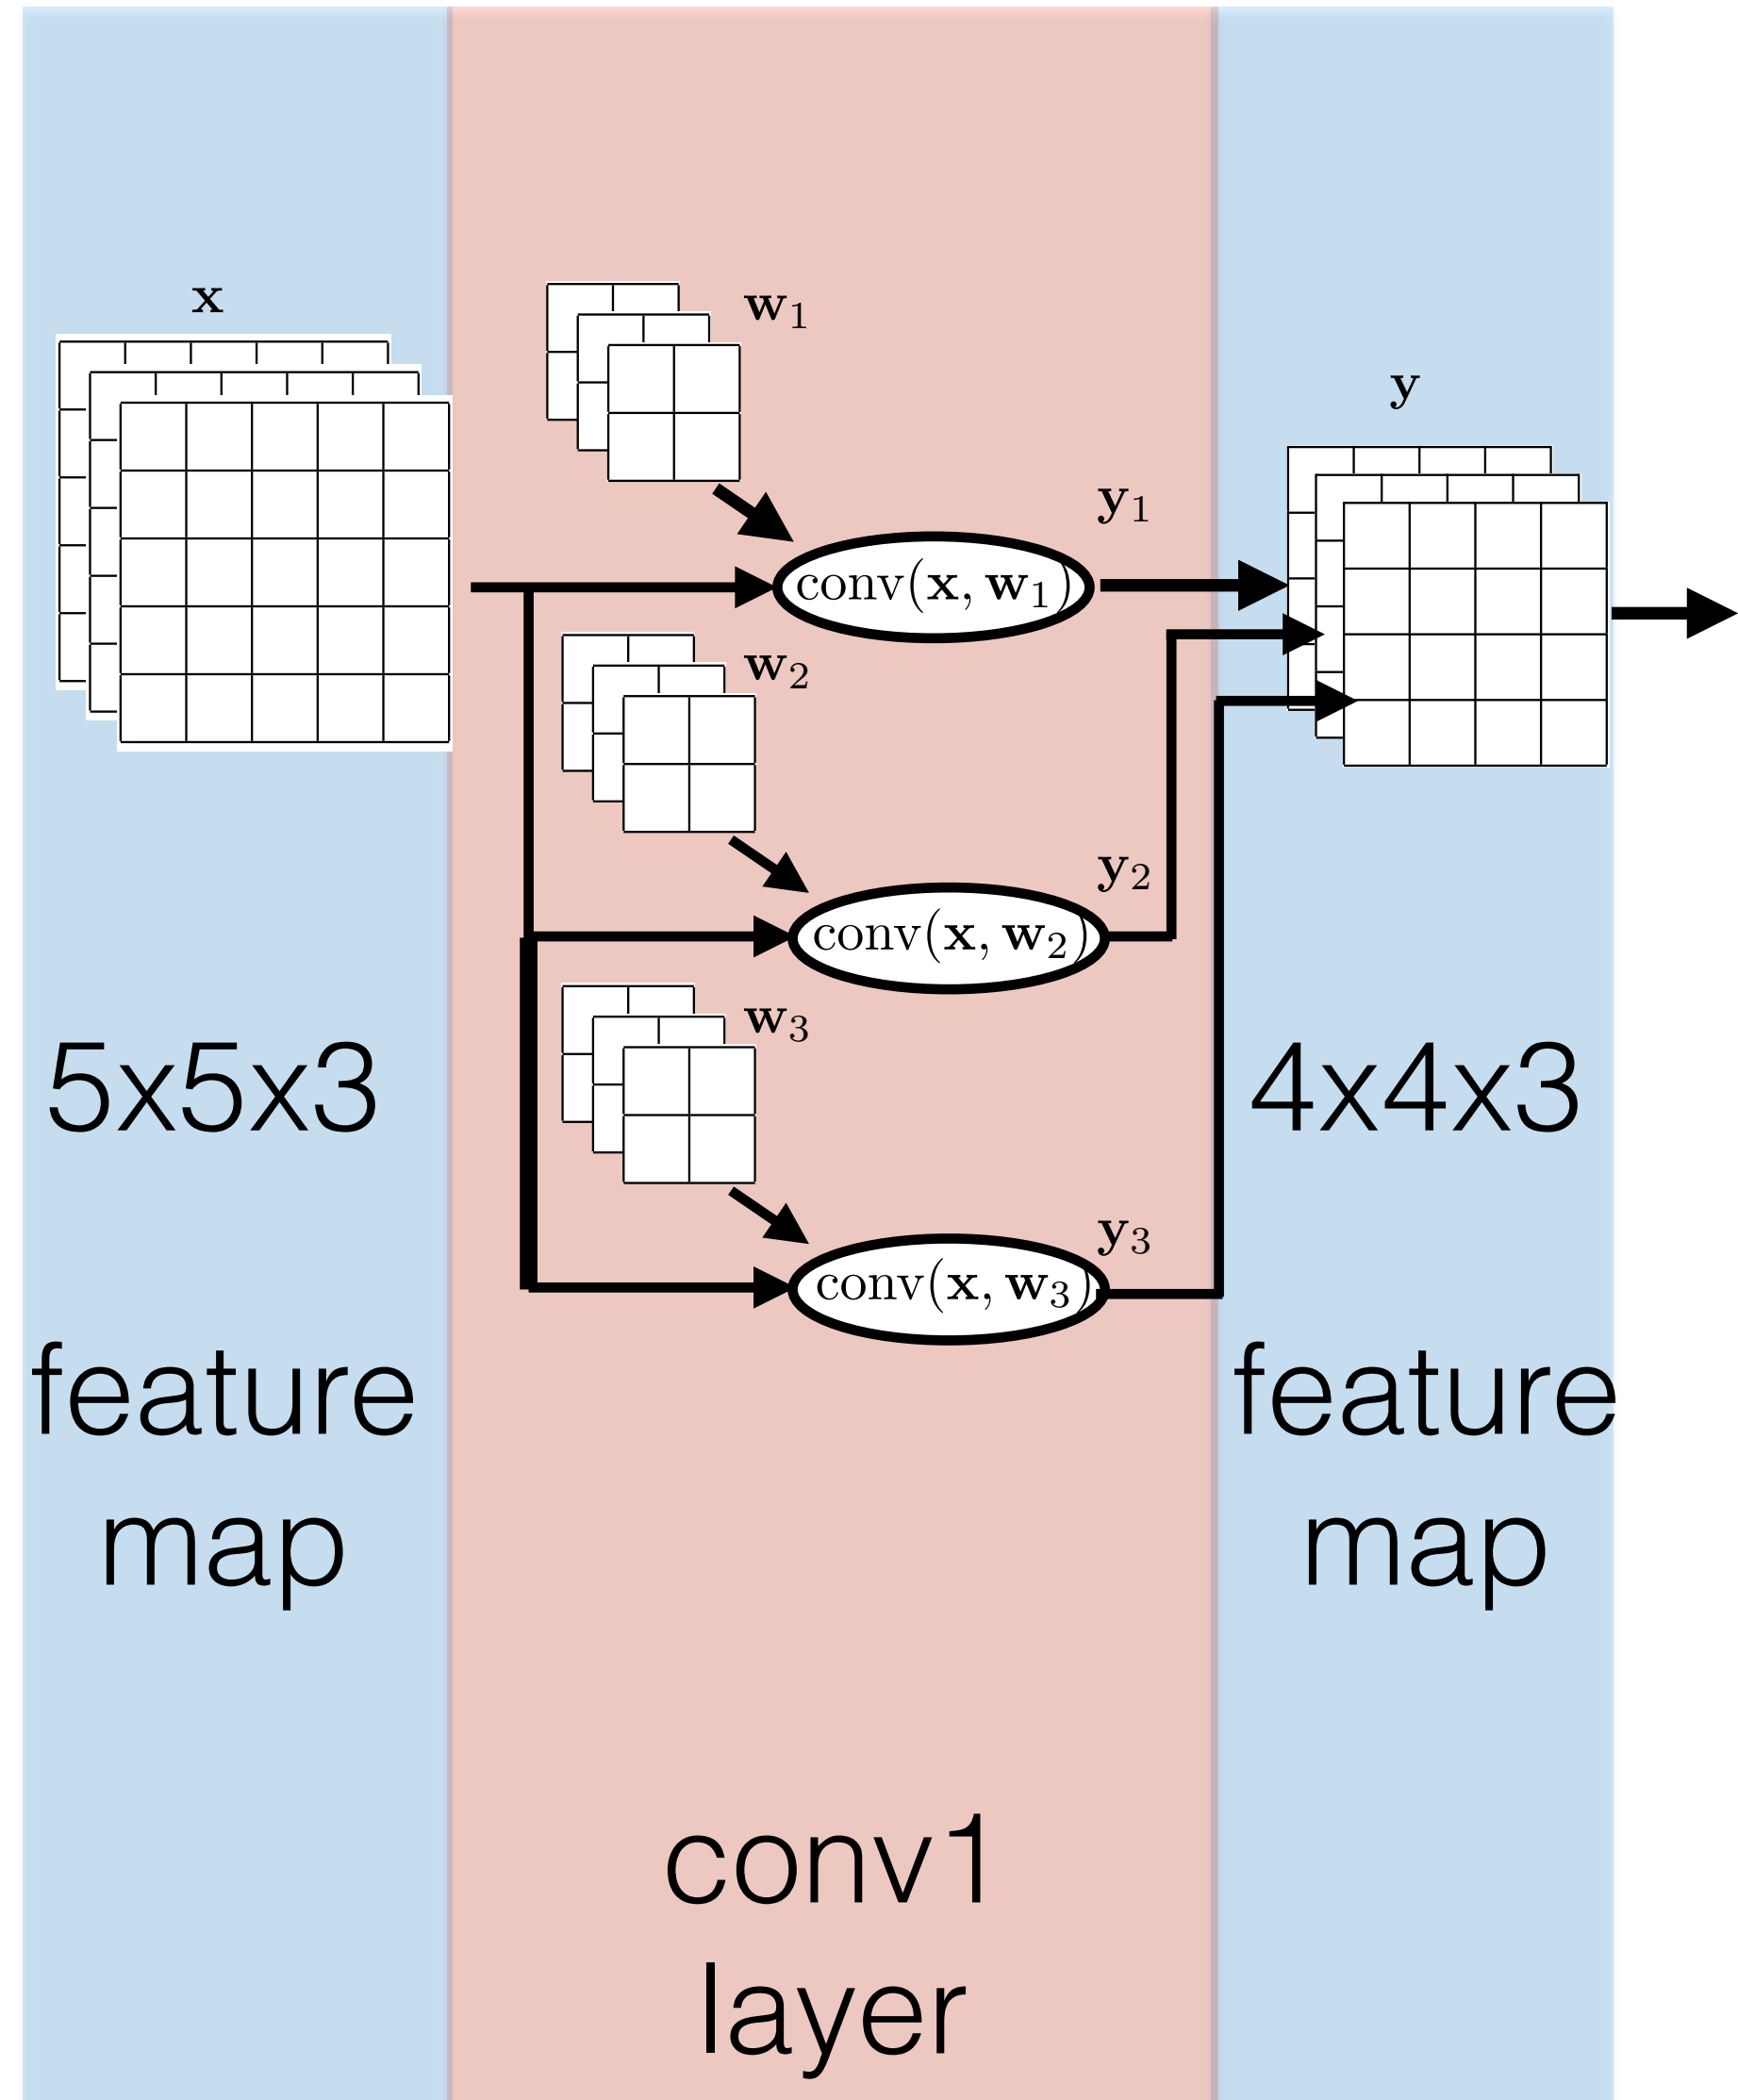 x
w₁
y
y₁
conv(x, w₁)
w₂
y₂
conv(x, w₂)
w₃
5x5x3
4x4x3
y₃
conv(x, w₃)
feature
map
feature
map
conv1
layer